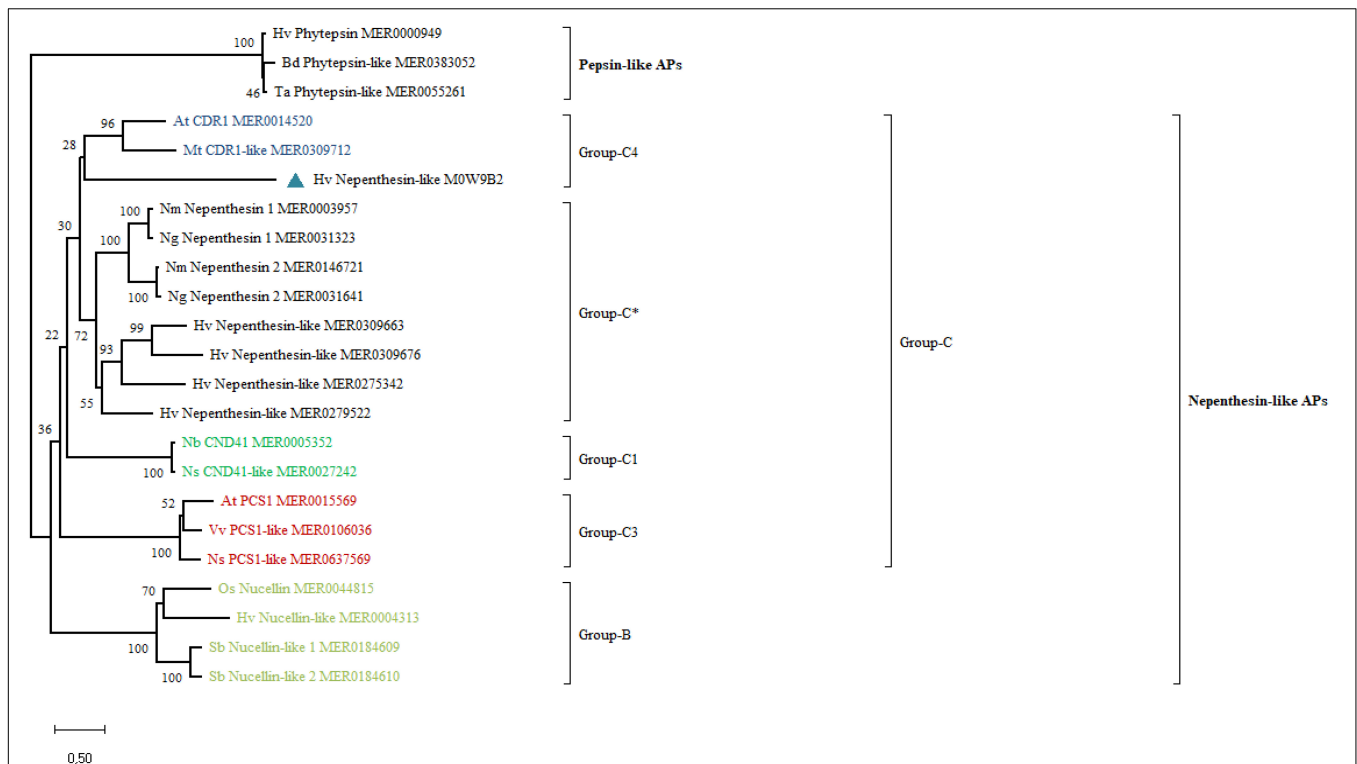 100
Hv Phytepsin MER0000949
Bd Phytepsin-like MER0383052
46
Ta Phytepsin-like MER0055261
Pepsin-like APs
96
At CDR1 MER0014520
28
Mt CDR1-like MER0309712
Group-C4
Hv Nepenthesin-like M0W9B2
100
Nm Nepenthesin 1 MER0003957
30
100
Ng Nepenthesin 1 MER0031323
Nm Nepenthesin 2 MER0146721
100
Ng Nepenthesin 2 MER0031641
Group-C*
22
72
99
Hv Nepenthesin-like MER0309663
93
Hv Nepenthesin-like MER0309676
Group-C
Hv Nepenthesin-like MER0275342
55
Hv Nepenthesin-like MER0279522
Nepenthesin-like APs
36
Nb CND41 MER0005352
100
Ns CND41-like MER0027242
Group-C1
52
At PCS1 MER0015569
Vv PCS1-like MER0106036
100
Ns PCS1-like MER0637569
Group-C3
70
Os Nucellin MER0044815
Hv Nucellin-like MER0004313
Group-B
100
Sb Nucellin-like 1 MER0184609
100
Sb Nucellin-like 2 MER0184610
0,50